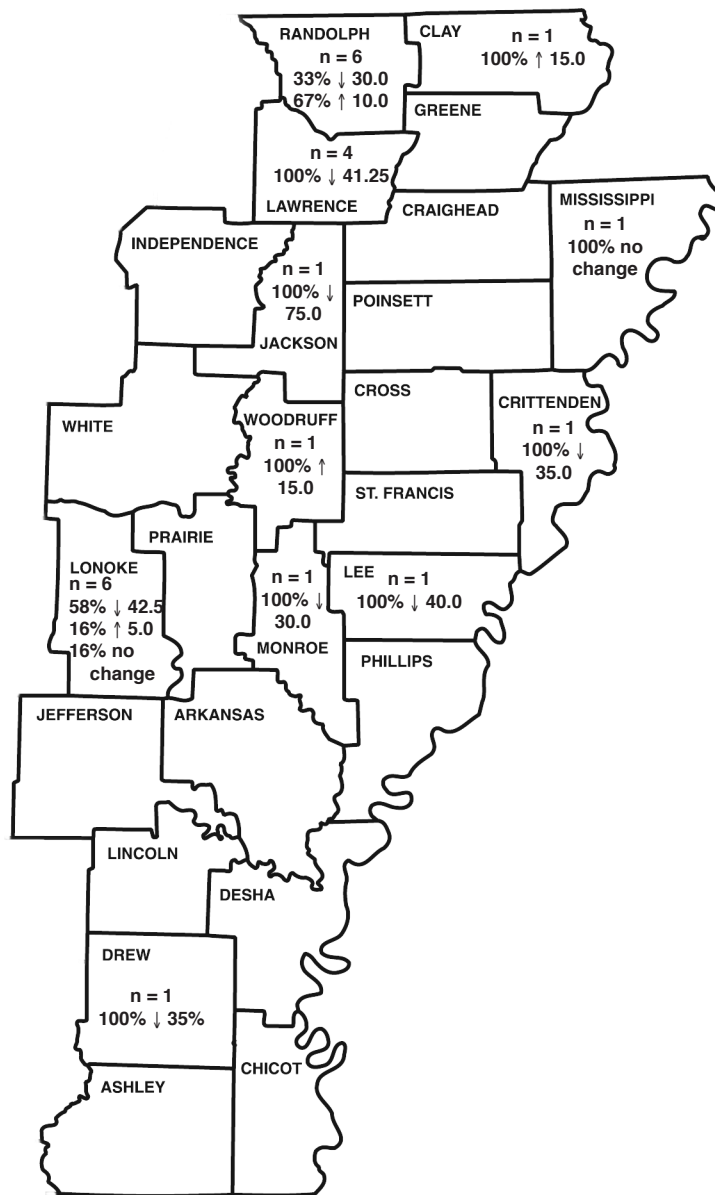 RANDOLPH
n = 6
33% ↓ 30.0
67% ↑ 10.0
CLAY
n = 1
100% ↑ 15.0
GREENE
n = 4
100% ↓ 41.25
LAWRENCE
CRAIGHEAD
MISSISSIPPI
n = 1
100% no
change
INDEPENDENCE
n = 1
100% ↓
75.0
JACKSON
POINSETT
CROSS
CRITTENDEN
n = 1
100% ↓
35.0
WHITE
WOODRUFF
n = 1
100% ↑
15.0
ST. FRANCIS
PRAIRIE
LONOKE
n = 6
58% ↓ 42.5
16% ↑ 5.0
16% no
change
n = 1
100% ↓
30.0
MONROE
LEE
n = 1
100% ↓ 40.0
PHILLIPS
JEFFERSON
ARKANSAS
LINCOLN
DESHA
DREW
n = 1
100% ↓ 35%
CHICOT
ASHLEY